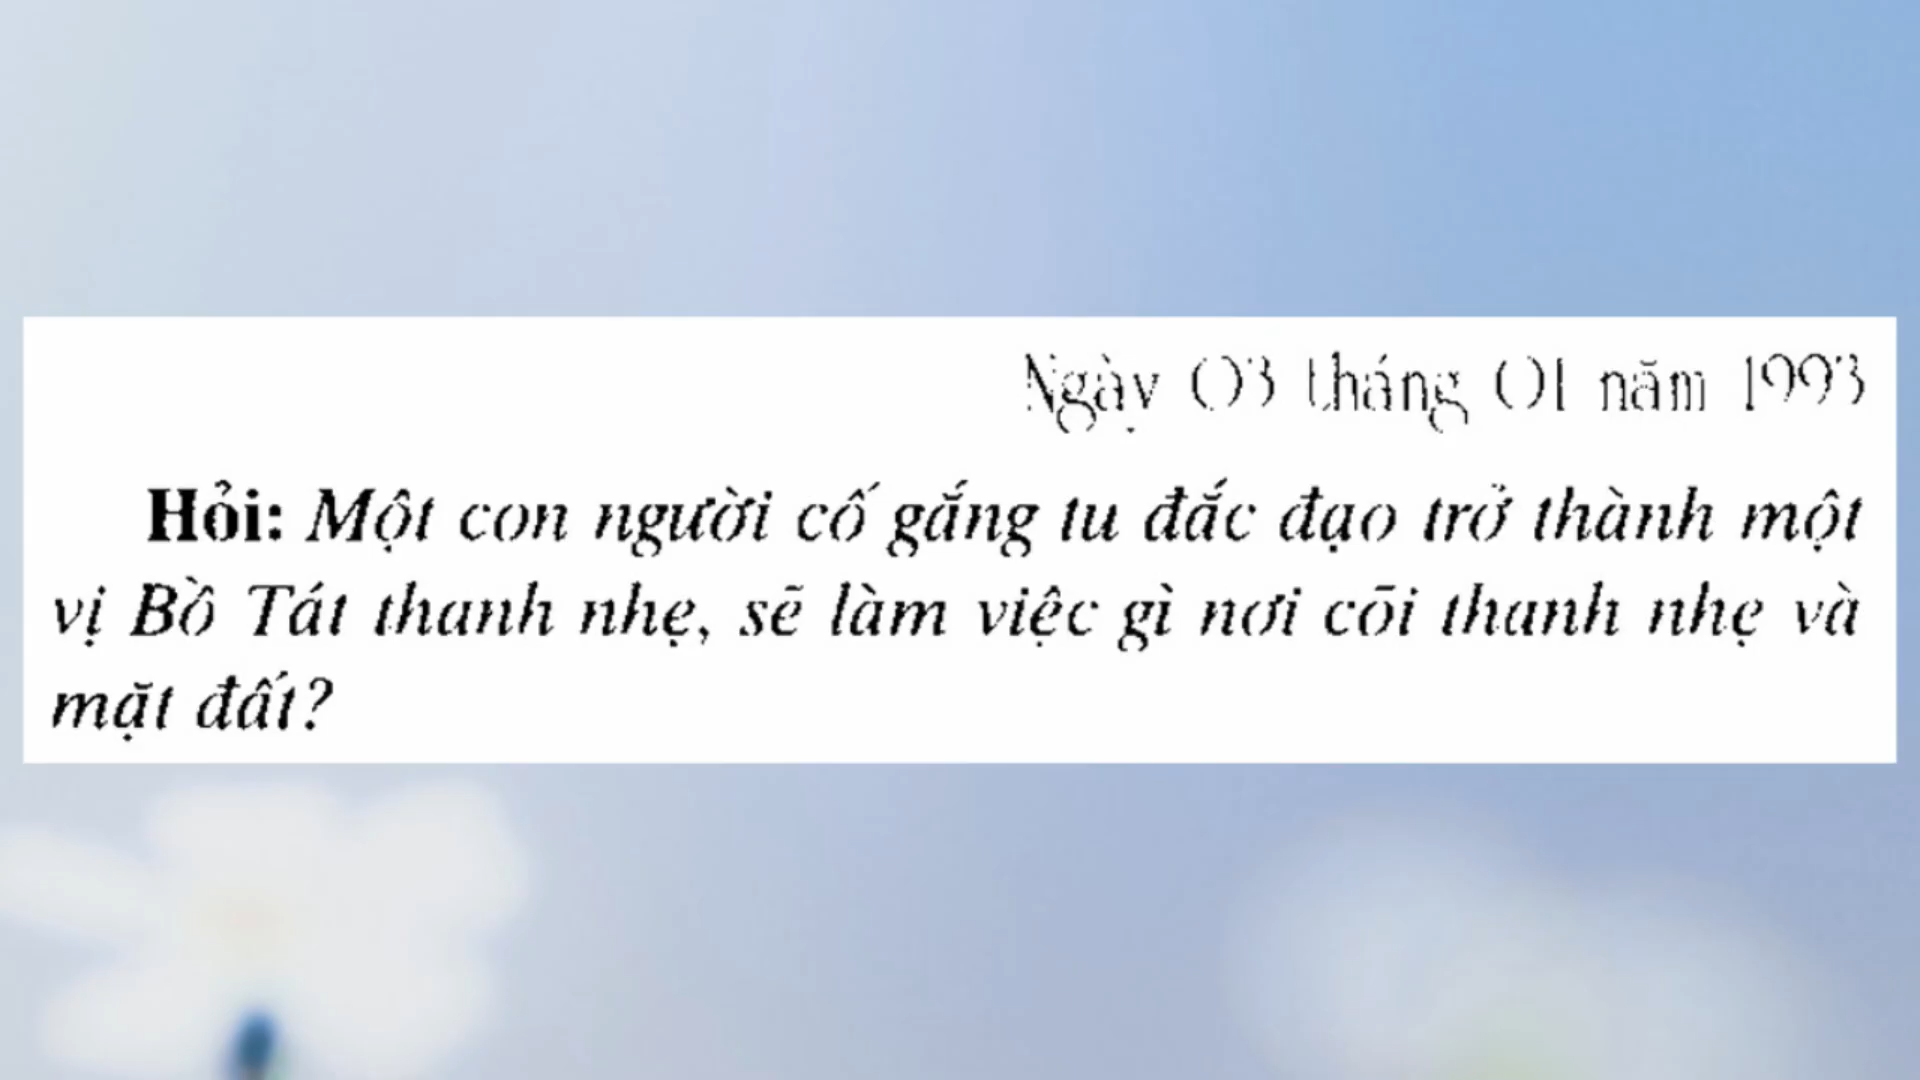 Ngày 03 tháng 01 năm 1993
Hỏi: Một con người cố gắng tu đắc đạo trở thành một
vị Bồ Tát thanh nhẹ, sẽ làm việc gì nơi cõi thanh nhẹ và
mặt đất?